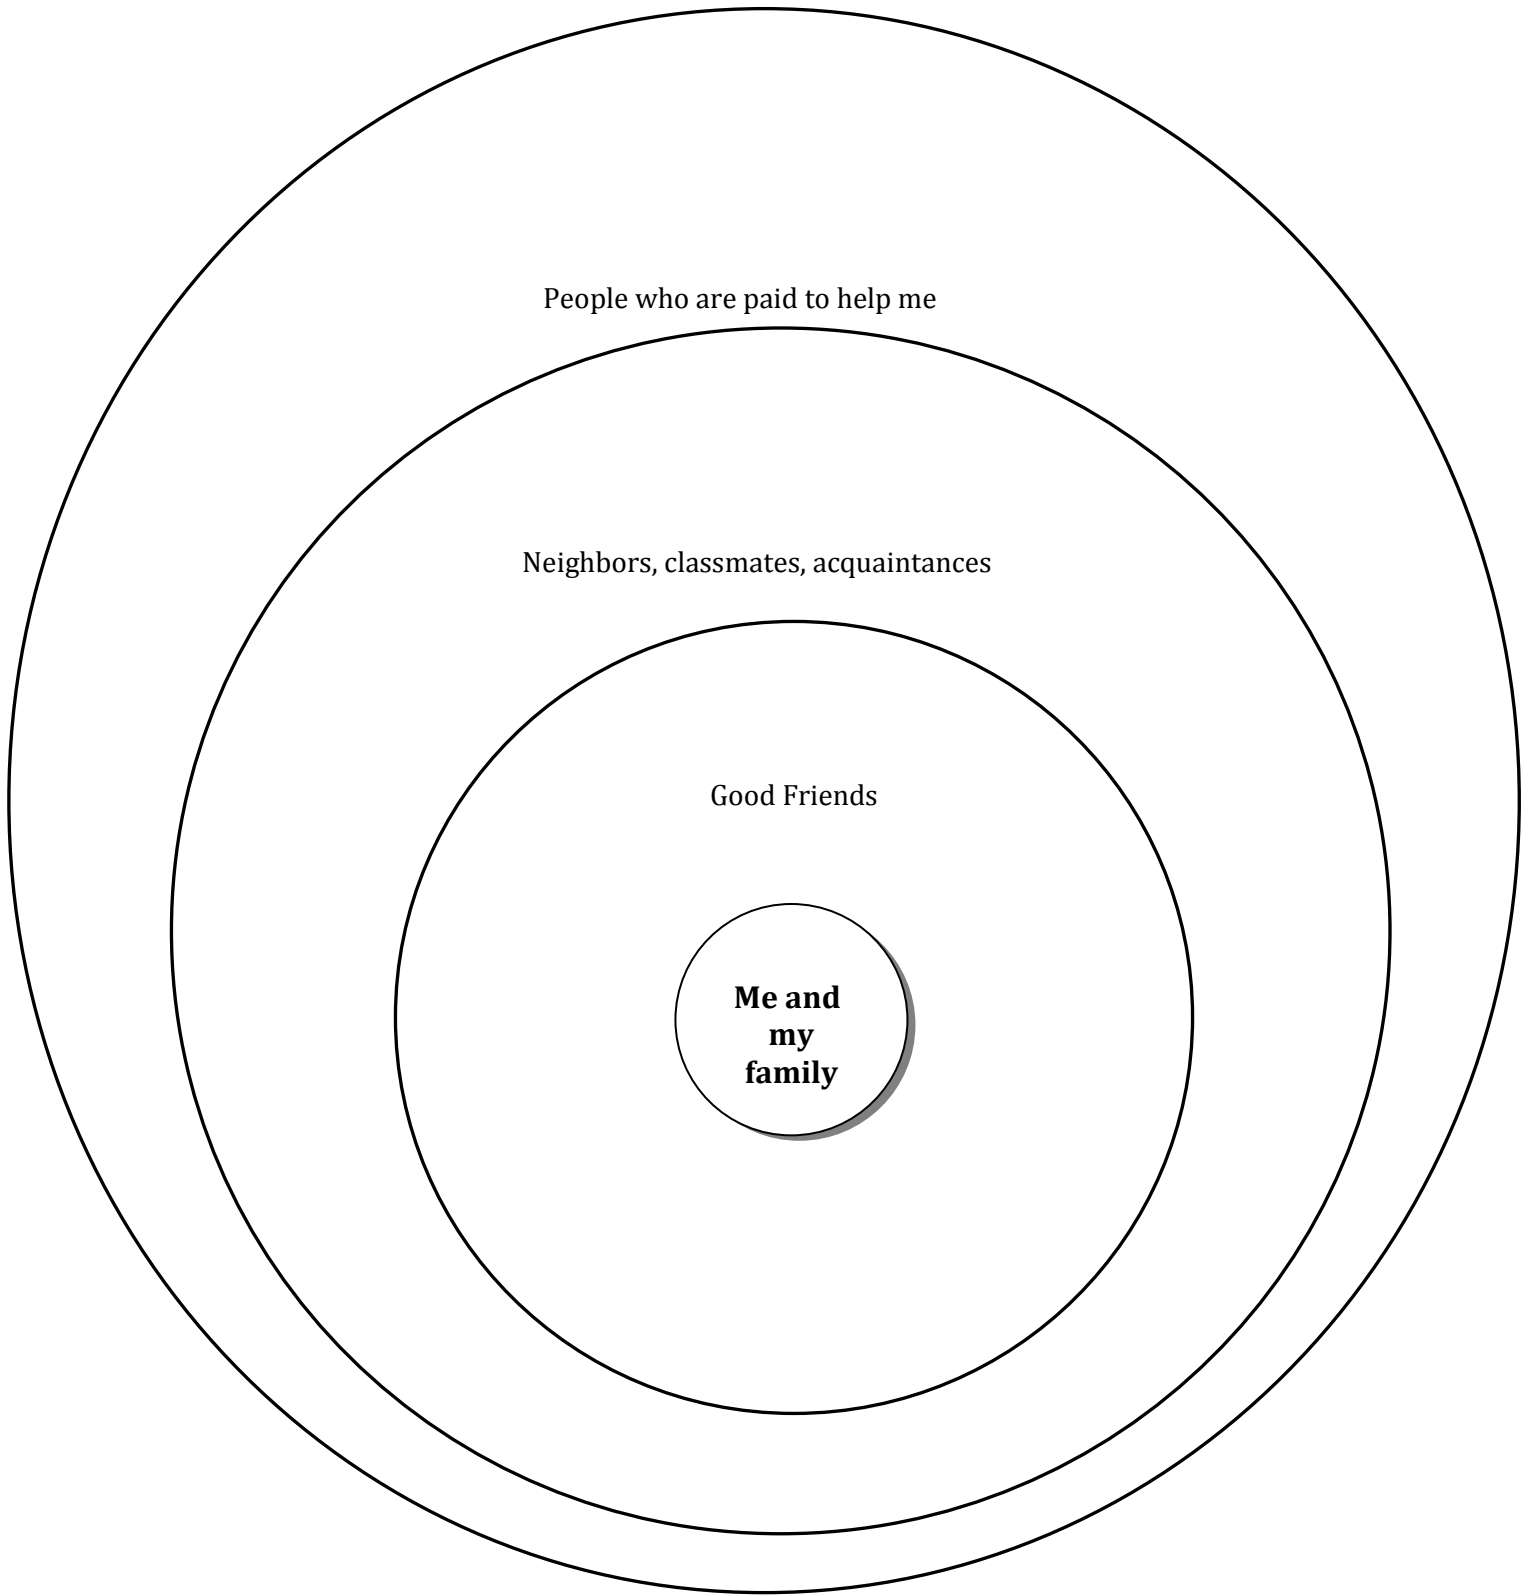 People who are paid to help me
Neighbors, classmates, acquaintances
Good Friends
Me and
my
family